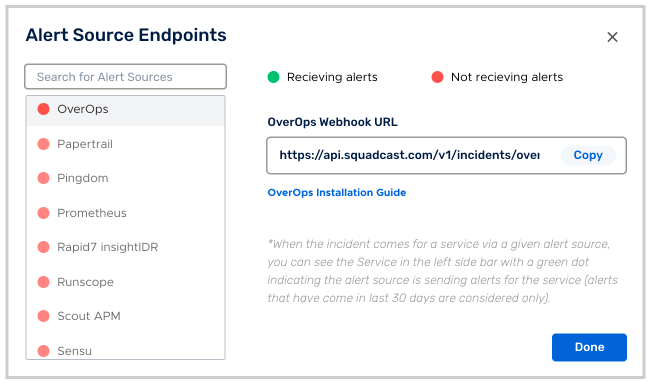 Alert Source Endpoints
Search for Alert Sources
OverOps
Papertrail
Pingdom
Prometheus
Rapid7 insightIDR
Runscope
Scout APM
Sensu
Recieving alerts
Not recieving alerts
OverOps Webhook URL
https://api.squadcast.com/v1/incidents/over
Copy
OverOps Installation Guide
*When the incident comes for a service via a given alert source,
you can see the Service in the left side bar with a green dot
indicating the alert source is sending alerts for the service (alerts
that have come in last 30 days are considered only).
Done